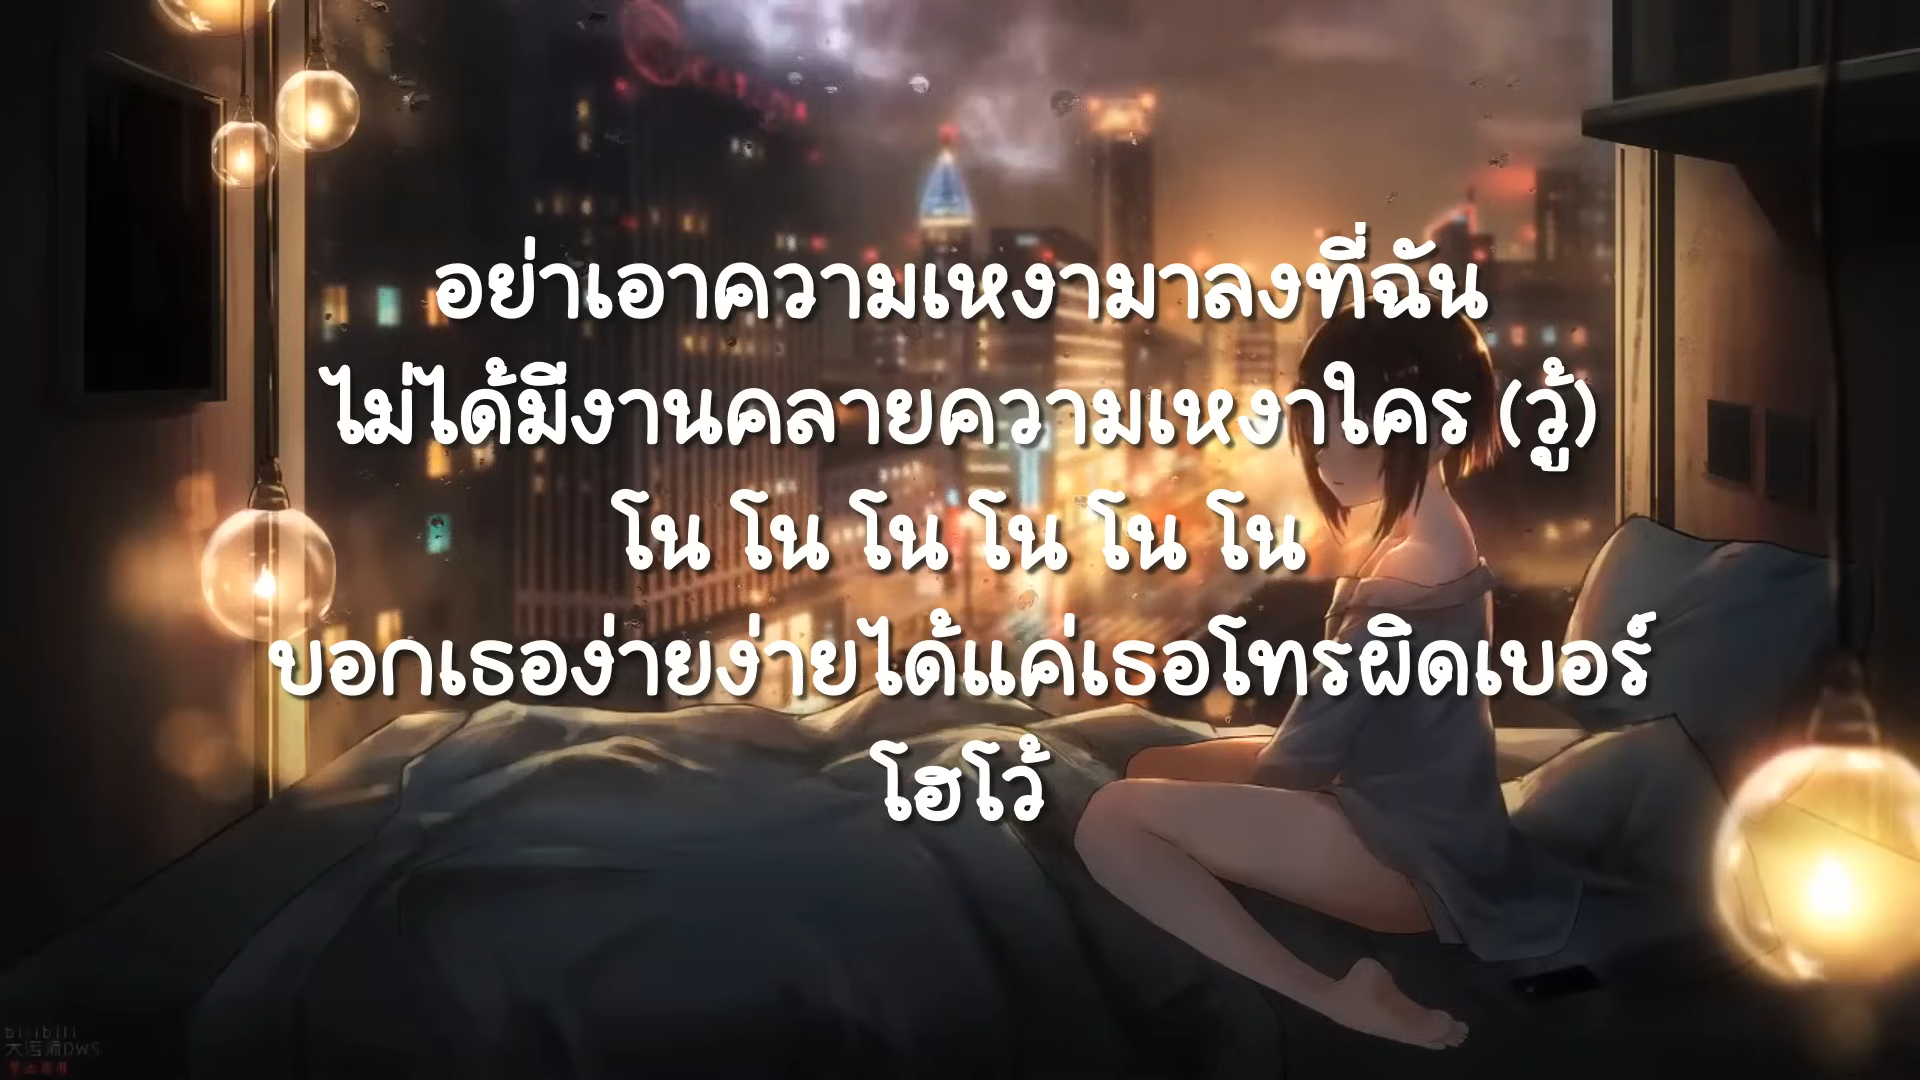 อย่าเอาความเหงามาลงที่ฉัน
ไม่ได้มีงานคลายความเหงาใคร (วู้)
โน โน โน โน โน โน
บอกเธอง่ายง่ายได้แค่เธอโทรผิดเบอร์
โฮโว้
bilibili